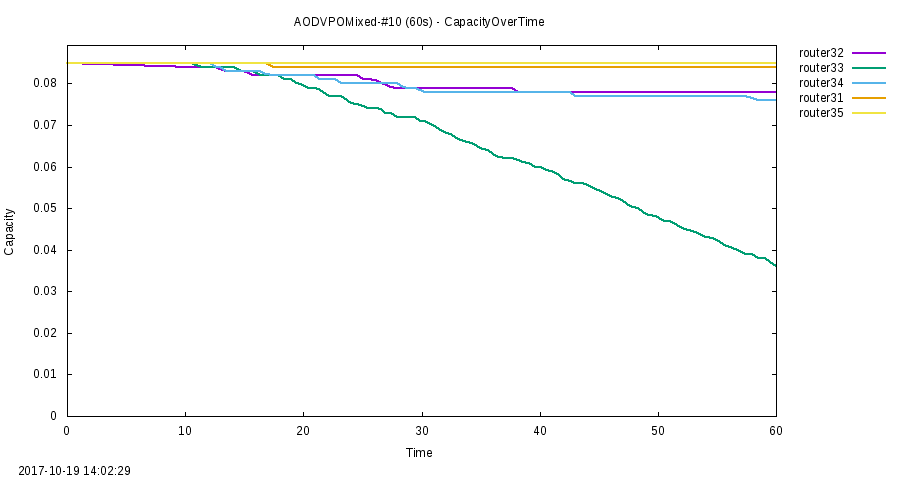 AODVPOMixed-#10 (60s) - CapacityOverTime
router32
router33
router34
router31
router35
Capacity
0.08
0.07
0.06
0.05
0.04
0.03
0.02
0.01
0
0 10 20 30 40 50 60
Time
2017-10-19 14:02:29